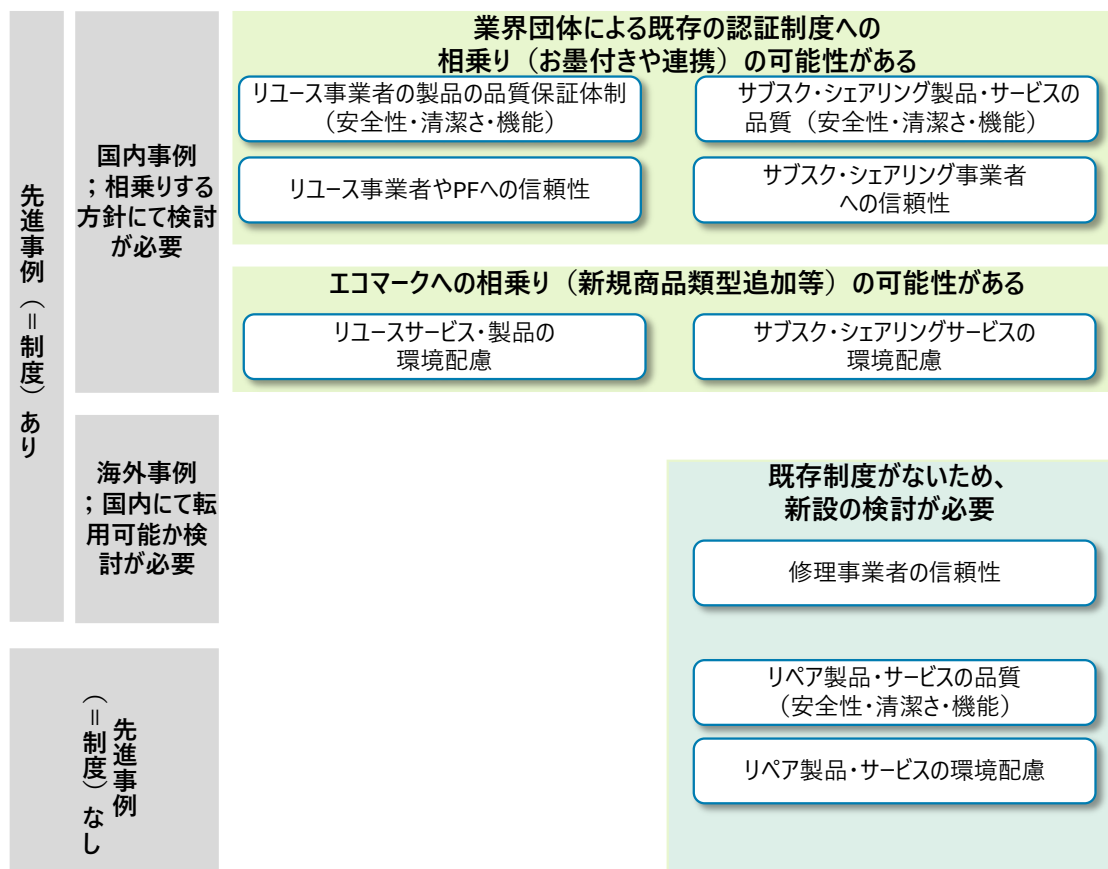 先進事例（＝制度）あり
国内事例
；相乗りする
方針にて検討
が必要
業界団体による既存の認証制度への
相乗り（お墨付きや連携）の可能性がある
リユース事業者の製品の品質保証体制
（安全性・清潔さ・機能）
サブスク・シェアリング製品・サービスの
品質（安全性・清潔さ・機能）
リユース事業者やPFへの信頼性
サブスク・シェアリング事業者
への信頼性
エコマークへの相乗り（新規商品類型追加等）の可能性がある
リユースサービス・製品の
環境配慮
サブスク・シェアリングサービスの
環境配慮
海外事例
；国内にて転
用可能か検
討が必要
既存制度がないため、
新設の検討が必要
修理事業者の信頼性
先進事例
（＝制度）なし
リペア製品・サービスの品質
（安全性・清潔さ・機能）
リペア製品・サービスの環境配慮